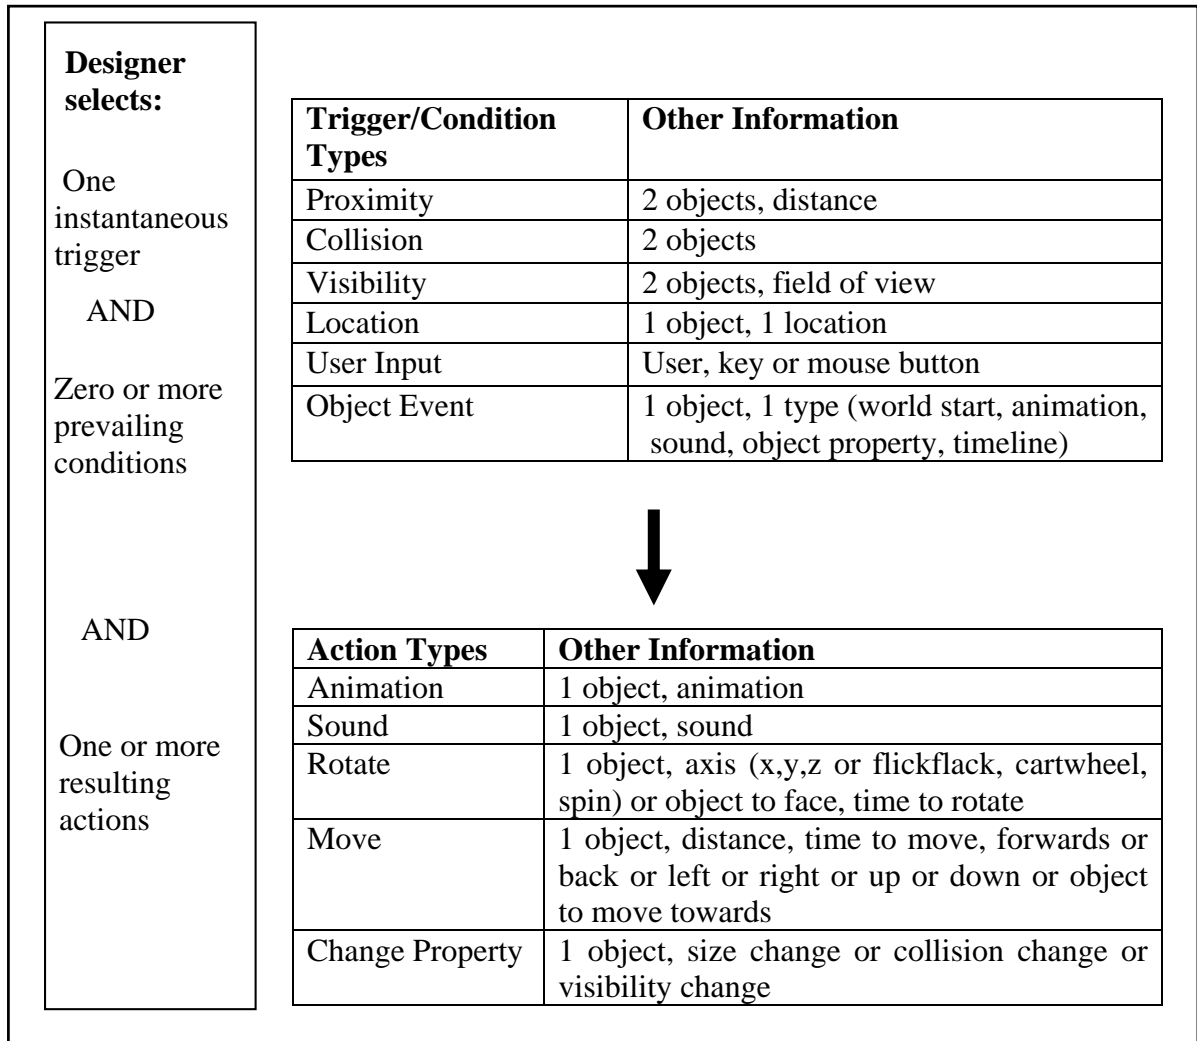 Designer
selects:
One
instantaneous
trigger
AND
Zero or more
prevailing
conditions
AND
One or more
resulting
actions
Trigger/Condition Types Other Information
Proximity 2 objects, distance
Collision 2 objects
Visibility 2 objects, field of view
Location 1 object, 1 location
User Input User, key or mouse button
Object Event 1 object, 1 type (world start, animation,
sound, object property, timeline)
Action Types Other Information
Animation 1 object, animation
Sound 1 object, sound
Rotate 1 object, axis (x,y,z or flickflack, cartwheel,
spin) or object to face, time to rotate
Move 1 object, distance, time to move, forwards or
back or left or right or up or down or object
to move towards
Change Property 1 object, size change or collision change or
visibility change